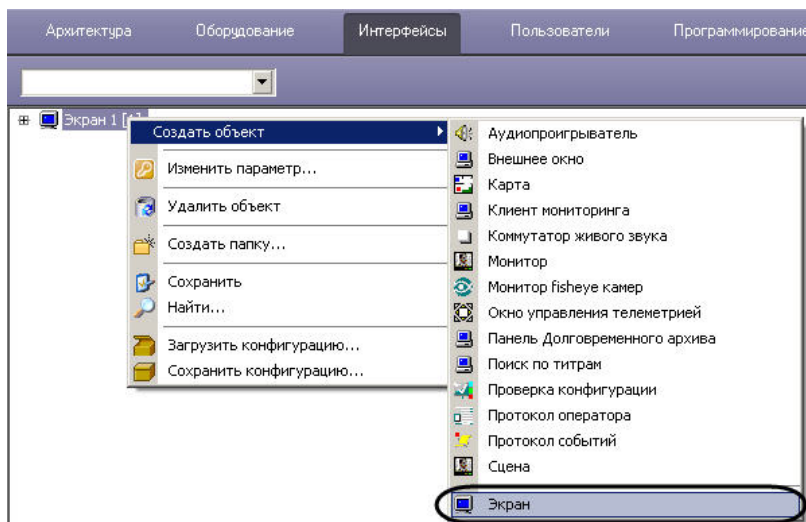 Архитектура Оборудование Интерфейсы Пользователи Программирование
Экран 1 [1]
Создать объект
Изменить параметр...
Удалить объект
Создать папку...
Сохранить
Найти...
Загрузить конфигурацию...
Сохранить конфигурацию...
Аудиопроигрыватель
Внешнее окно
Карта
Клиент мониторинга
Коммутатор живого звука
Монитор
Монитор fisheye камер
Окно управления телеметрией
Панель Долговременного архива
Поиск по титрам
Проверка конфигурации
Протокол оператора
Протокол событий
Сцена
Экран